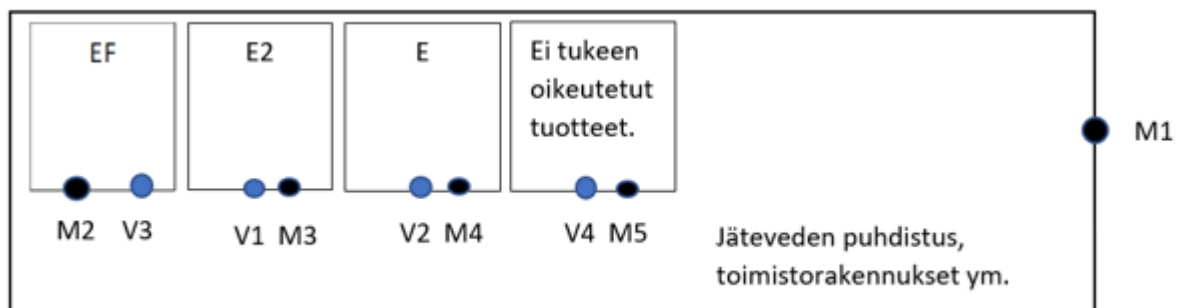 EF
E2
E
Ei tukeen
oikeutetut
tuotteet.
M1
M2 V3
V1 M3
V2 M4
V4 M5
Jäteveden puhdistus,
toimistorakennukset ym.